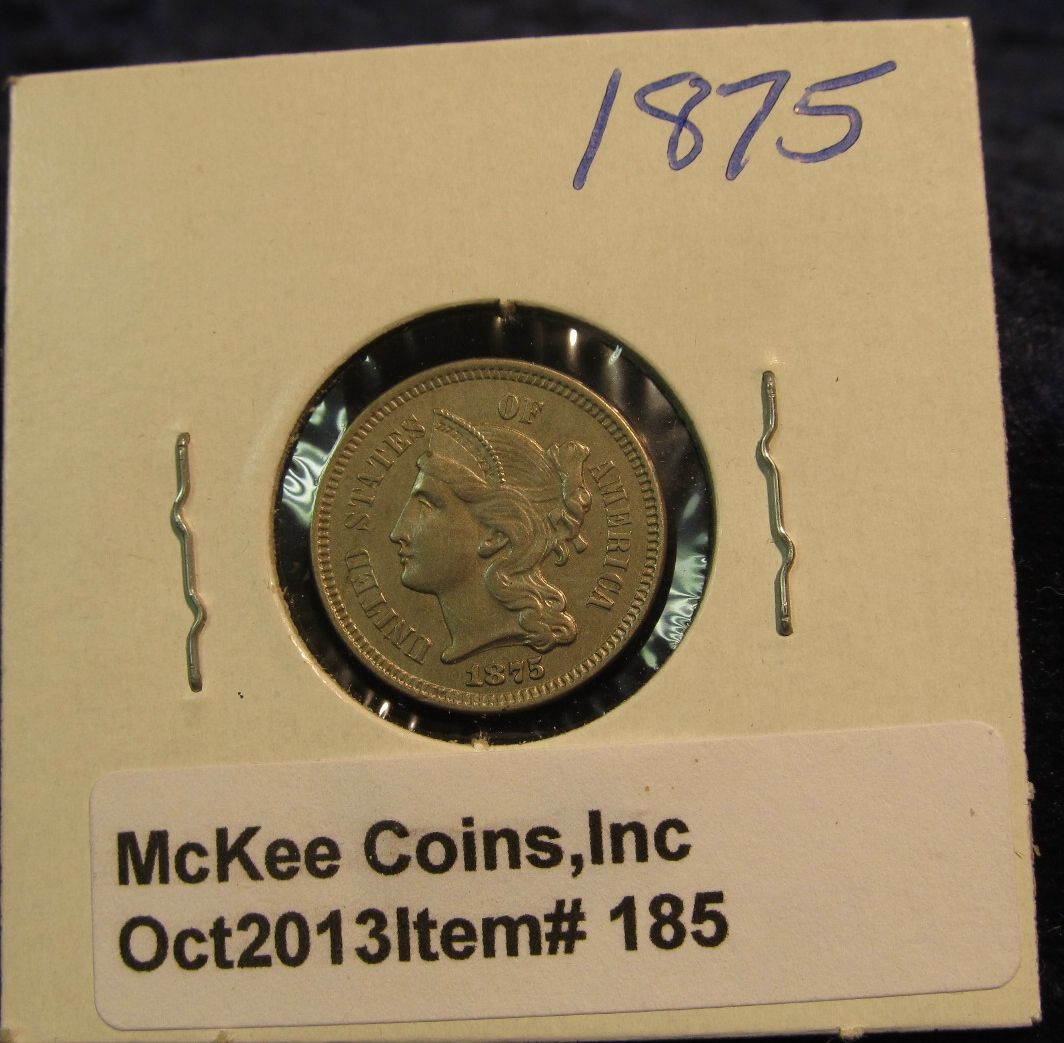 1875
UNITED STATES OF AMERICA
1875
McKee Coins,Inc
Oct2013Item# 185